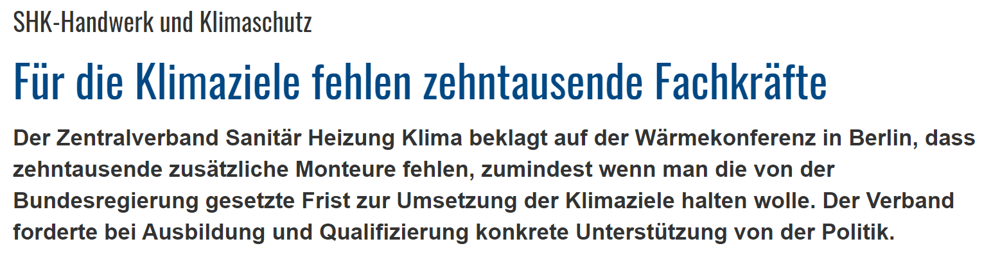 SHK-Handwerk und Klimaschutz
Für die Klimaziele fehlen zehntausende Fachkräfte
Der Zentralverband Sanitär Heizung Klima beklagt auf der Wärmekonferenz in Berlin, dass
zehntausende zusätzliche Monteure fehlen, zumindest wenn man die von der
Bundesregierung gesetzte Frist zur Umsetzung der Klimaziele halten wolle. Der Verband
forderte bei Ausbildung und Qualifizierung konkrete Unterstützung von der Politik.